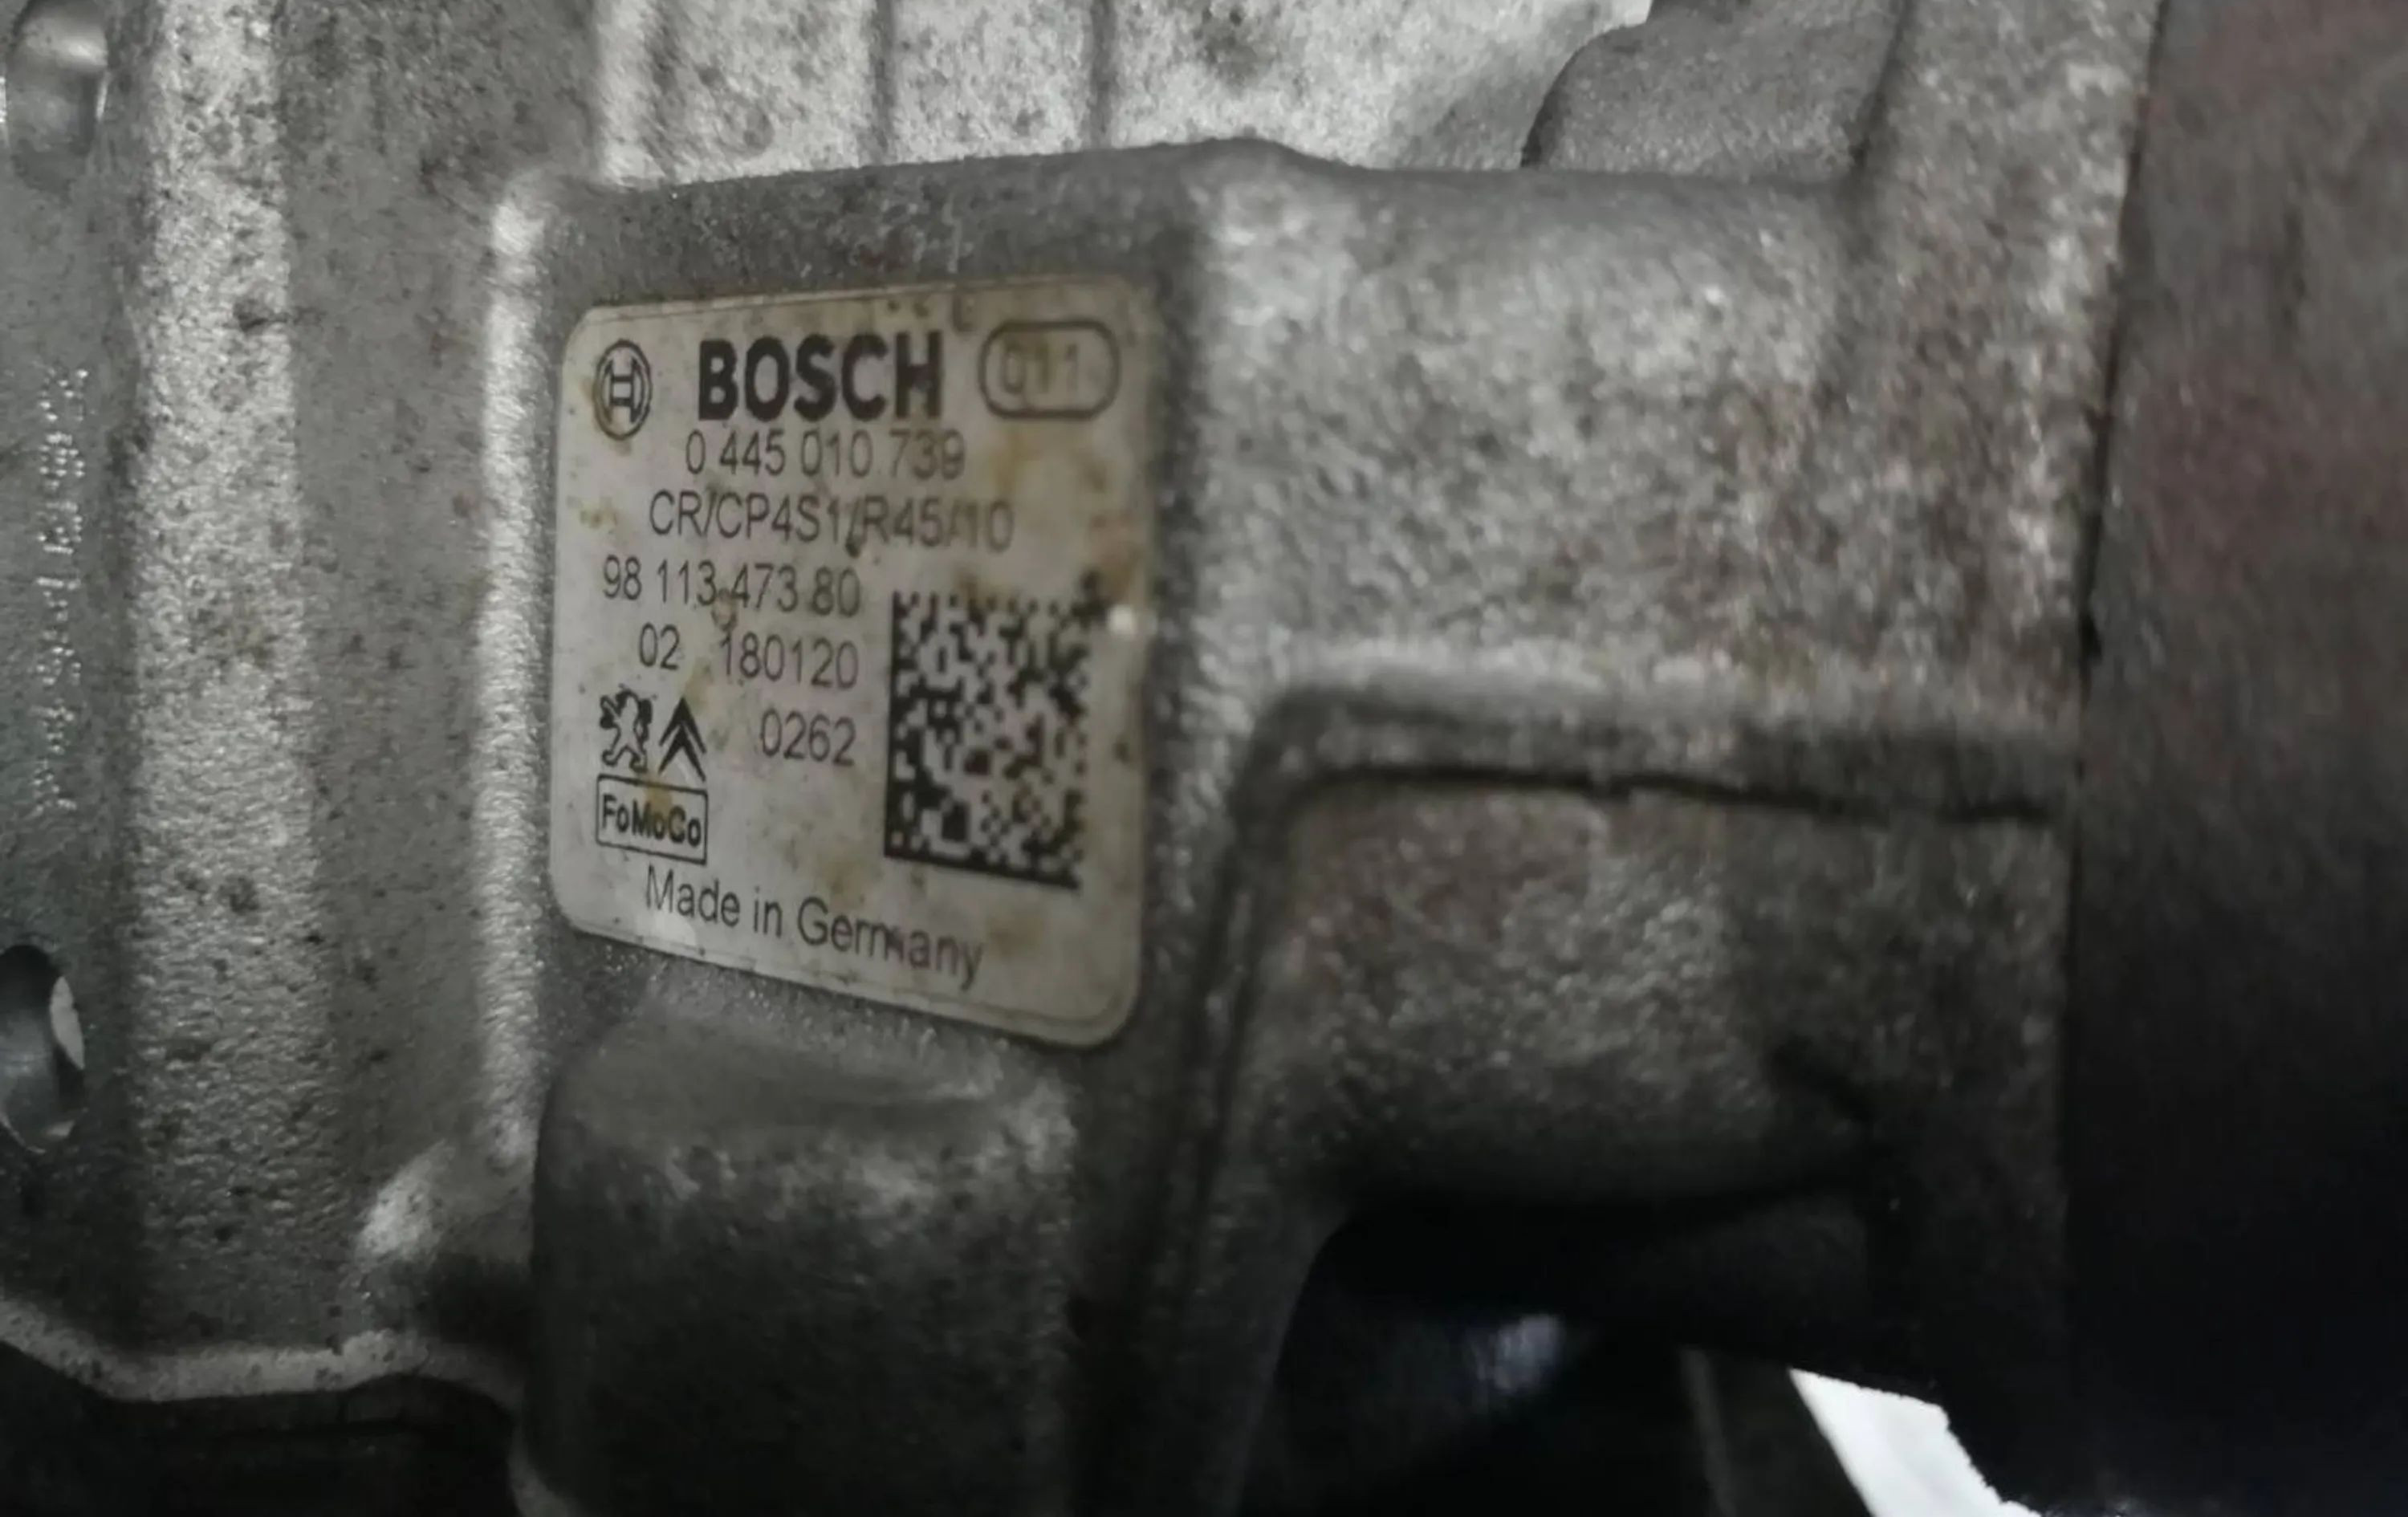 BOSCH 011
0 445 010 739
CR/CP4S1/R45/10
98 113 473 80
02 180120
0262
FoMoCo
Made in Germany